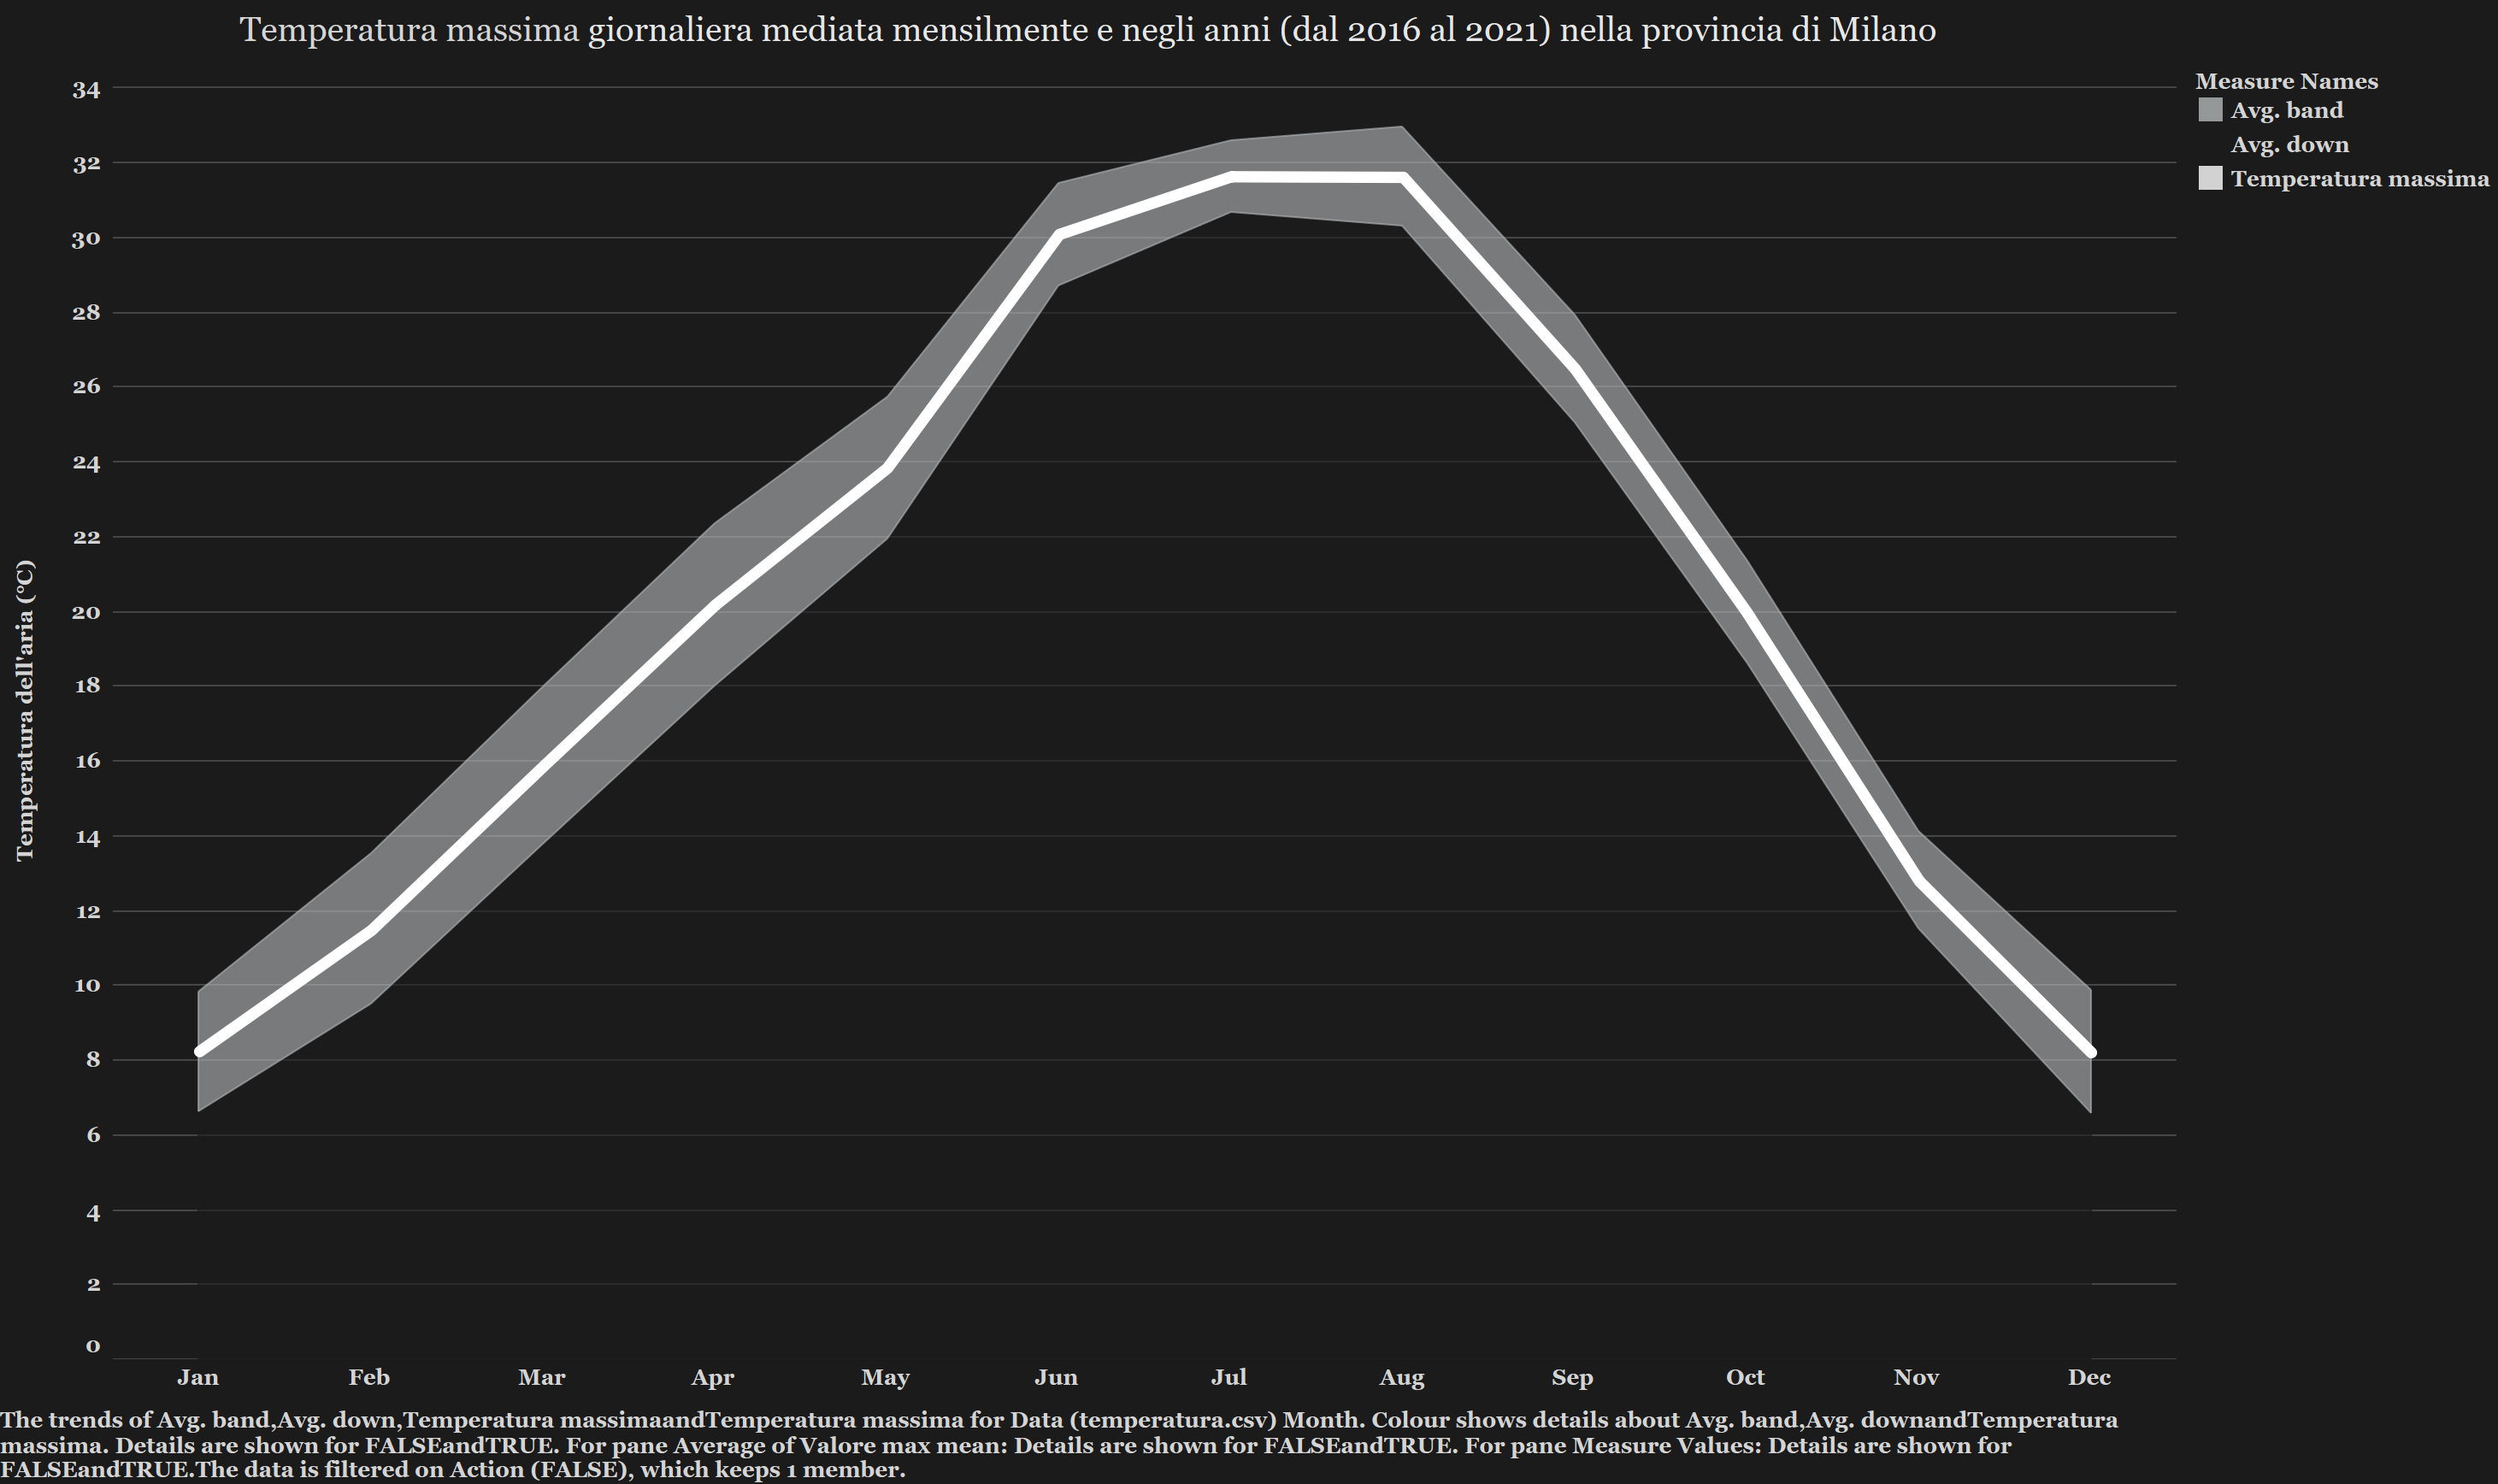 Temperatura massima giornaliera mediata mensilmente e negli anni (dal 2016 al 2021) nella provincia di Milano
Measure Names
Avg. band
Avg. down
Temperatura massima
Temperatura dell'aria (°C)
34
32
30
28
26
24
22
20
18
16
14
12
10
8
6
4
2
0
Jan Feb Mar Apr May Jun Jul Aug Sep Oct Nov Dec
The trends of Avg. band,Avg. down,Temperatura massimaandTemperatura massima for Data (temperatura.csv) Month. Colour shows details about Avg. band,Avg. downandTemperatura
massima. Details are shown for FALSEandTRUE. For pane Average of Valore max mean: Details are shown for FALSEandTRUE. For pane Measure Values: Details are shown for
FALSEandTRUE.The data is filtered on Action (FALSE), which keeps 1 member.